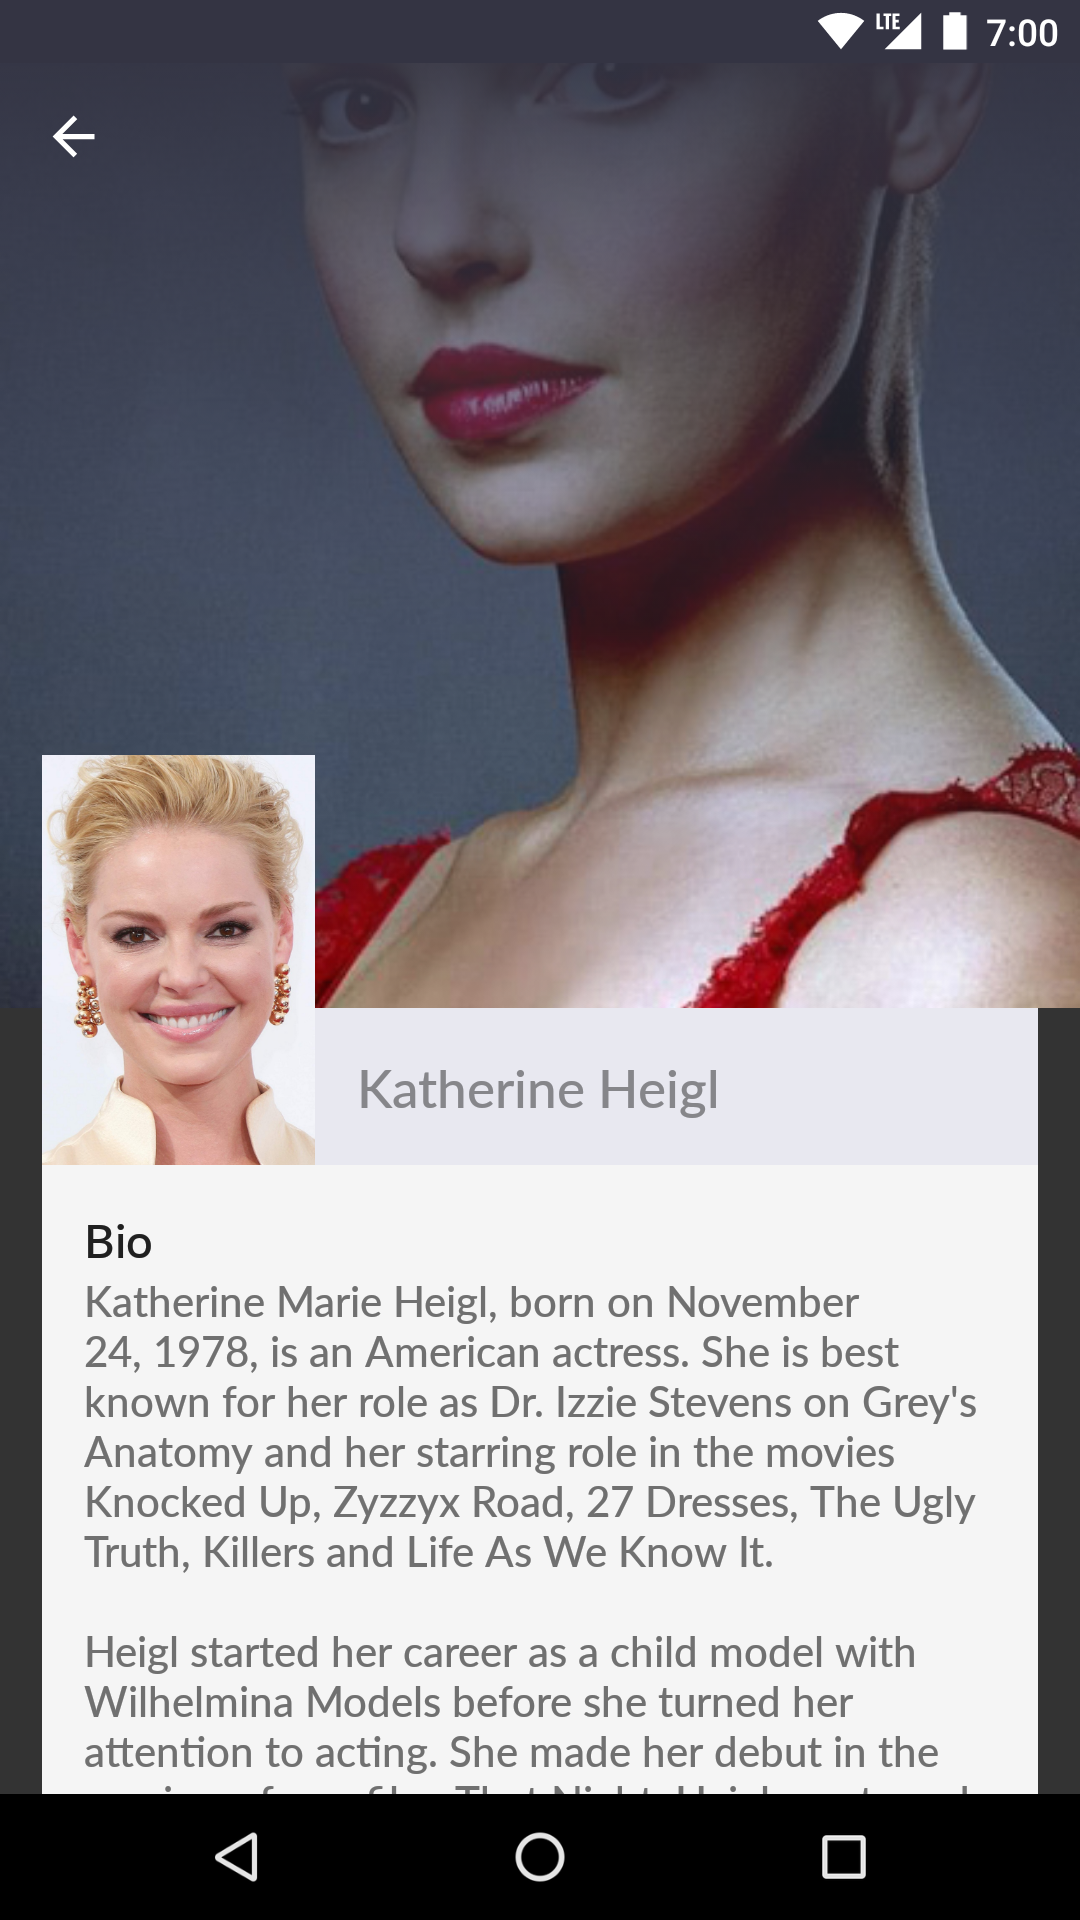 LTE 7:00
Katherine Heigl
Bio
Katherine Marie Heigl, born on November
24, 1978, is an American actress. She is best
known for her role as Dr. Izzie Stevens on Grey's
Anatomy and her starring role in the movies
Knocked Up, Zyzzyx Road, 27 Dresses, The Ugly
Truth, Killers and Life As We Know It.
Heigl started her career as a child model with
Wilhelmina Models before she turned her
attention to acting. She made her debut in the
That Night